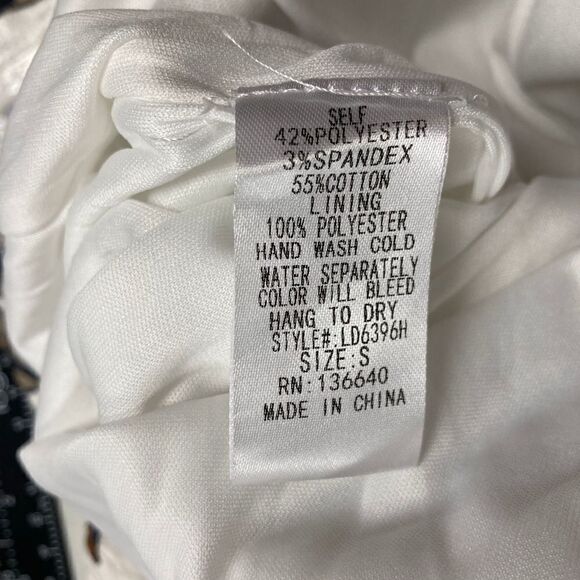 SELF
42%POLYESTER
3%SPANDEX
55%COTTON
LINING
100% POLYESTER
HAND WASH COLD
WATER SEPARATELY
COLOR WILL BLEED
HANG TO DRY
STYLE#:LD6396H
SIZE:S
RN:136640
MADE IN CHINA